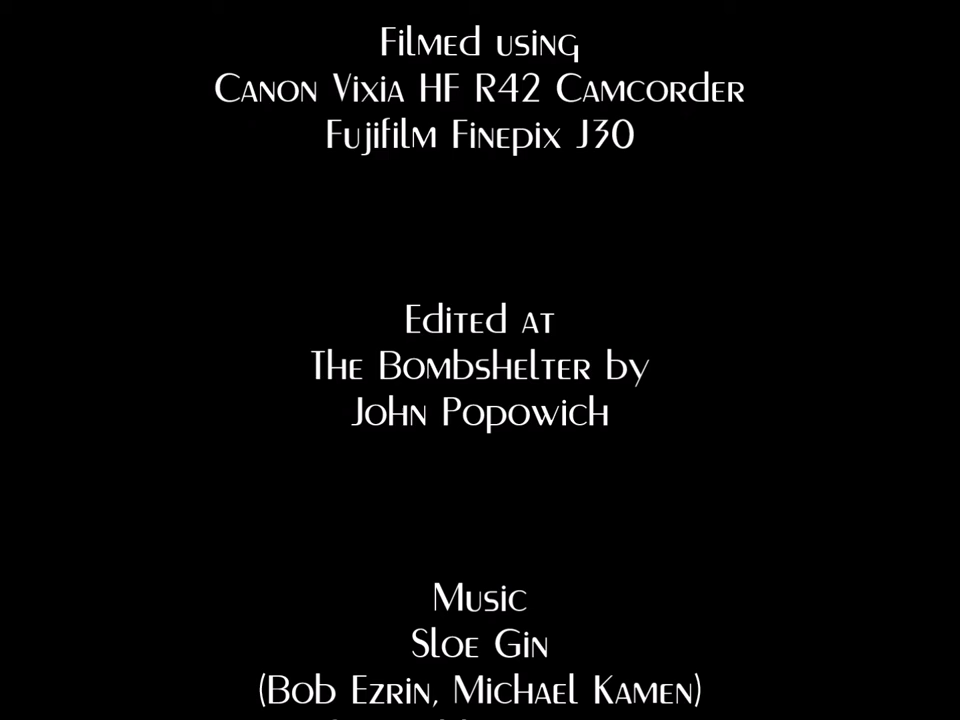 Filmed using
Canon Vixia HF R42 Camcorder
Fujifilm Finepix J30
Edited at
The Bombshelter by
John Popowich
Music
Sloe Gin
(Bob Ezrin, Michael Kamen)